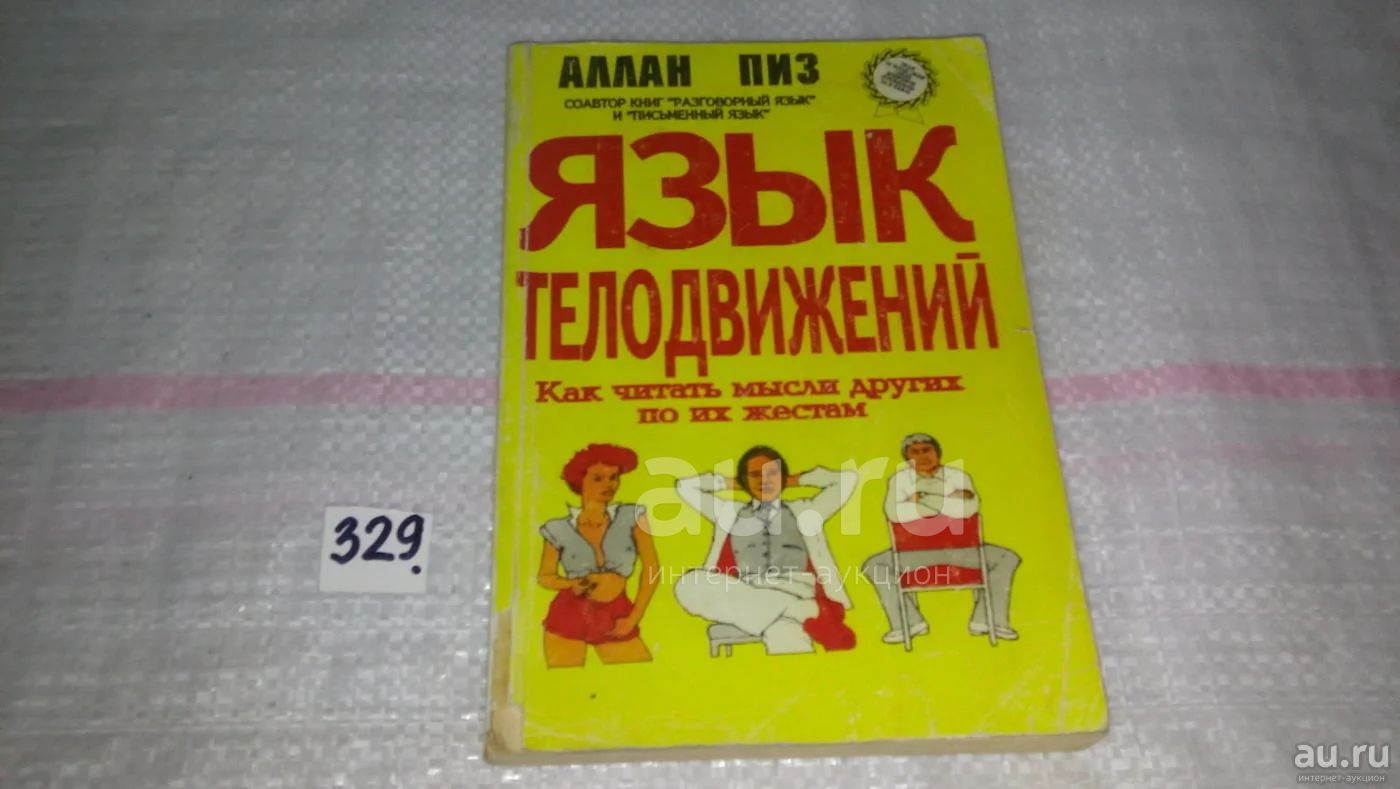 АЛЛАН ПИЗ
СОАВТОР КНИГ "РАЗГОВОРНЫЙ ЯЗЫК"
И "ПИСЬМЕННЫЙ ЯЗЫК"
ЯЗЫК
ТЕЛОДВИЖЕНИЙ
Как читать мысли других
по их жестам
au.ru
интернет-аукцион
329.
au.ru
интернет-аукцион